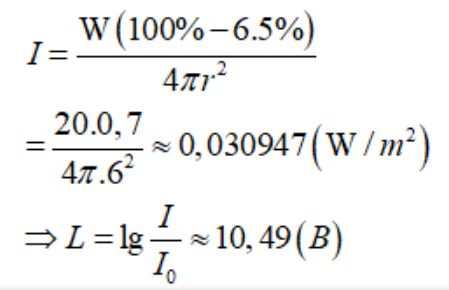 I = W(100%−6.5%) / 4πr²
= 20.0,7 / 4π.6² ≈ 0,030947(W / m²)
⇒ L = lg I / I₀ ≈ 10,49(B)